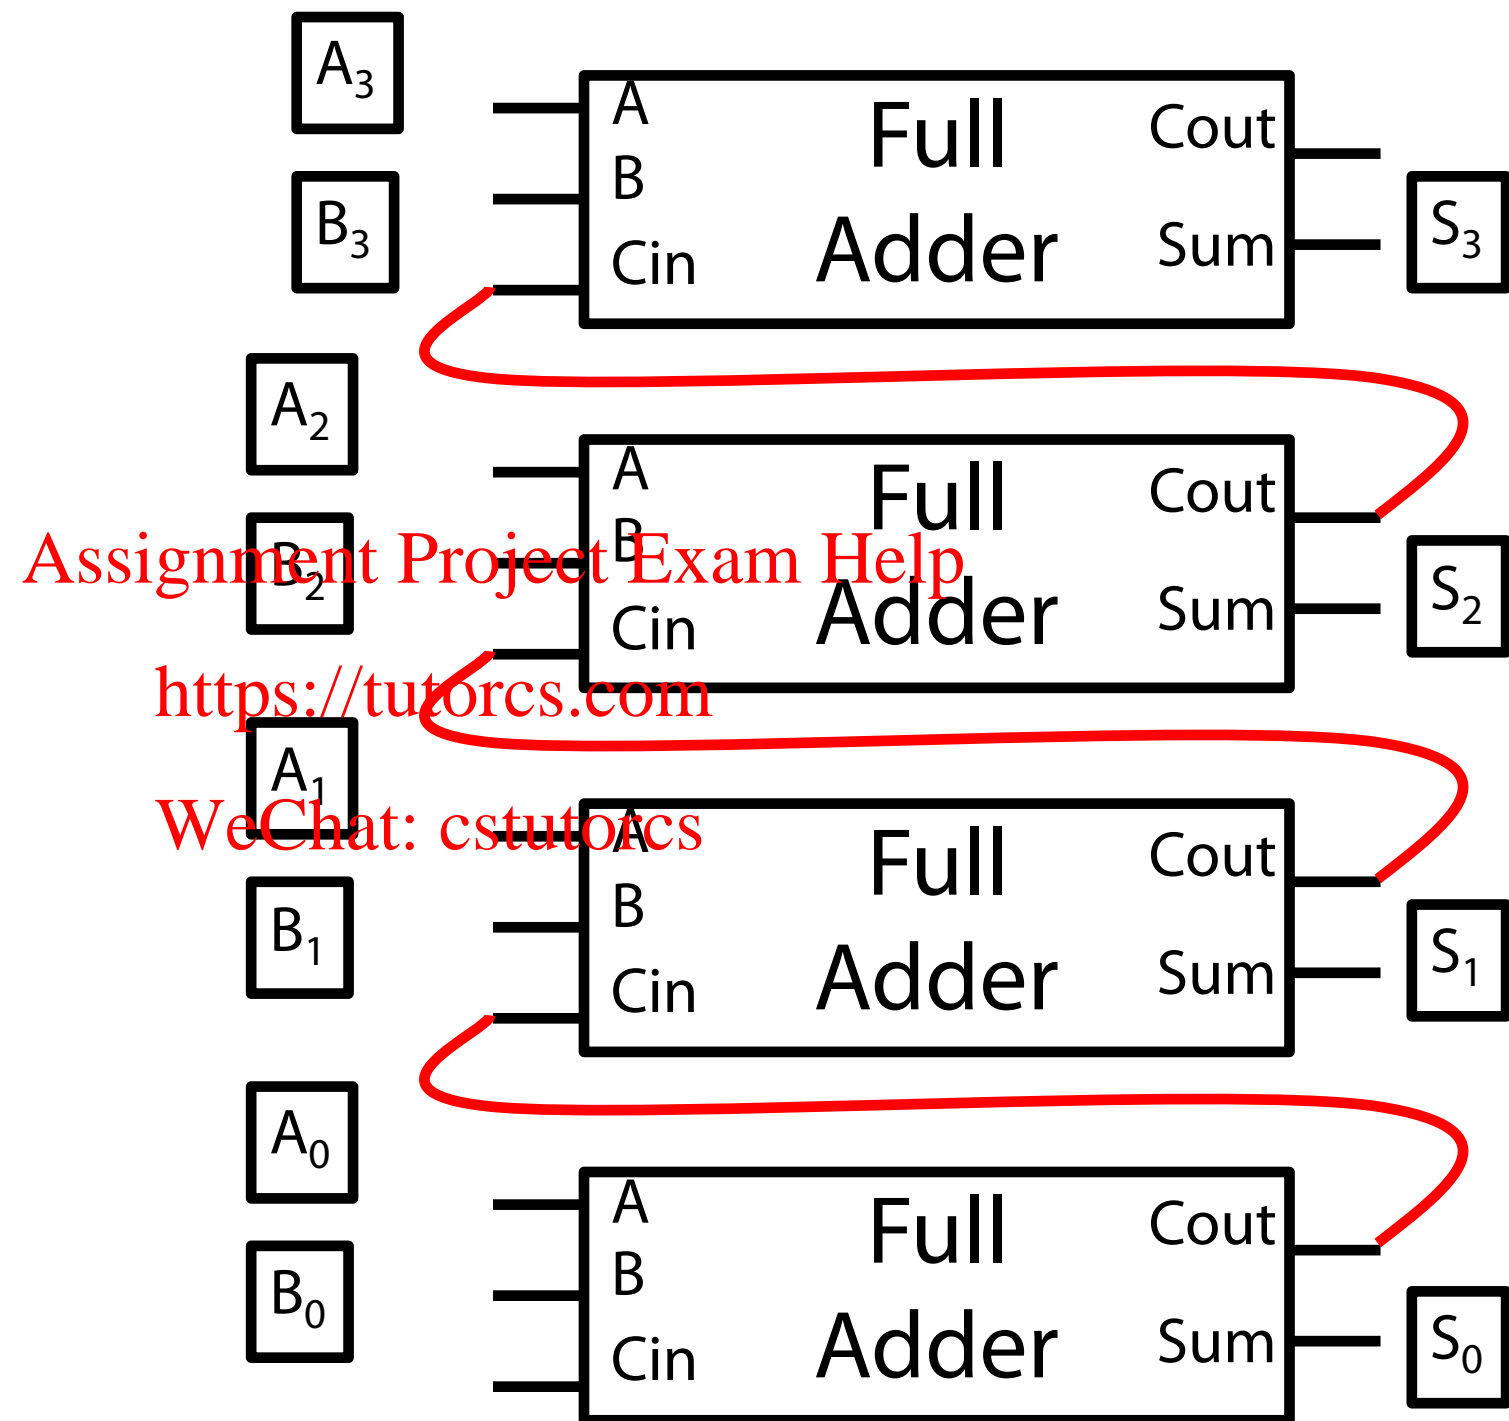 A3
A Full Cout
B
B3 S3
Cin Adder Sum
A2
A Full Cout
B
B2 S2
Assignment Project Exam Help
Cin Adder Sum
https://tutorcs.com
A1
A Full Cout
WeChat: cstutorcs
B
B1 S1
Cin Adder Sum
A0
A Full Cout
B
B0 S0
Cin Adder Sum